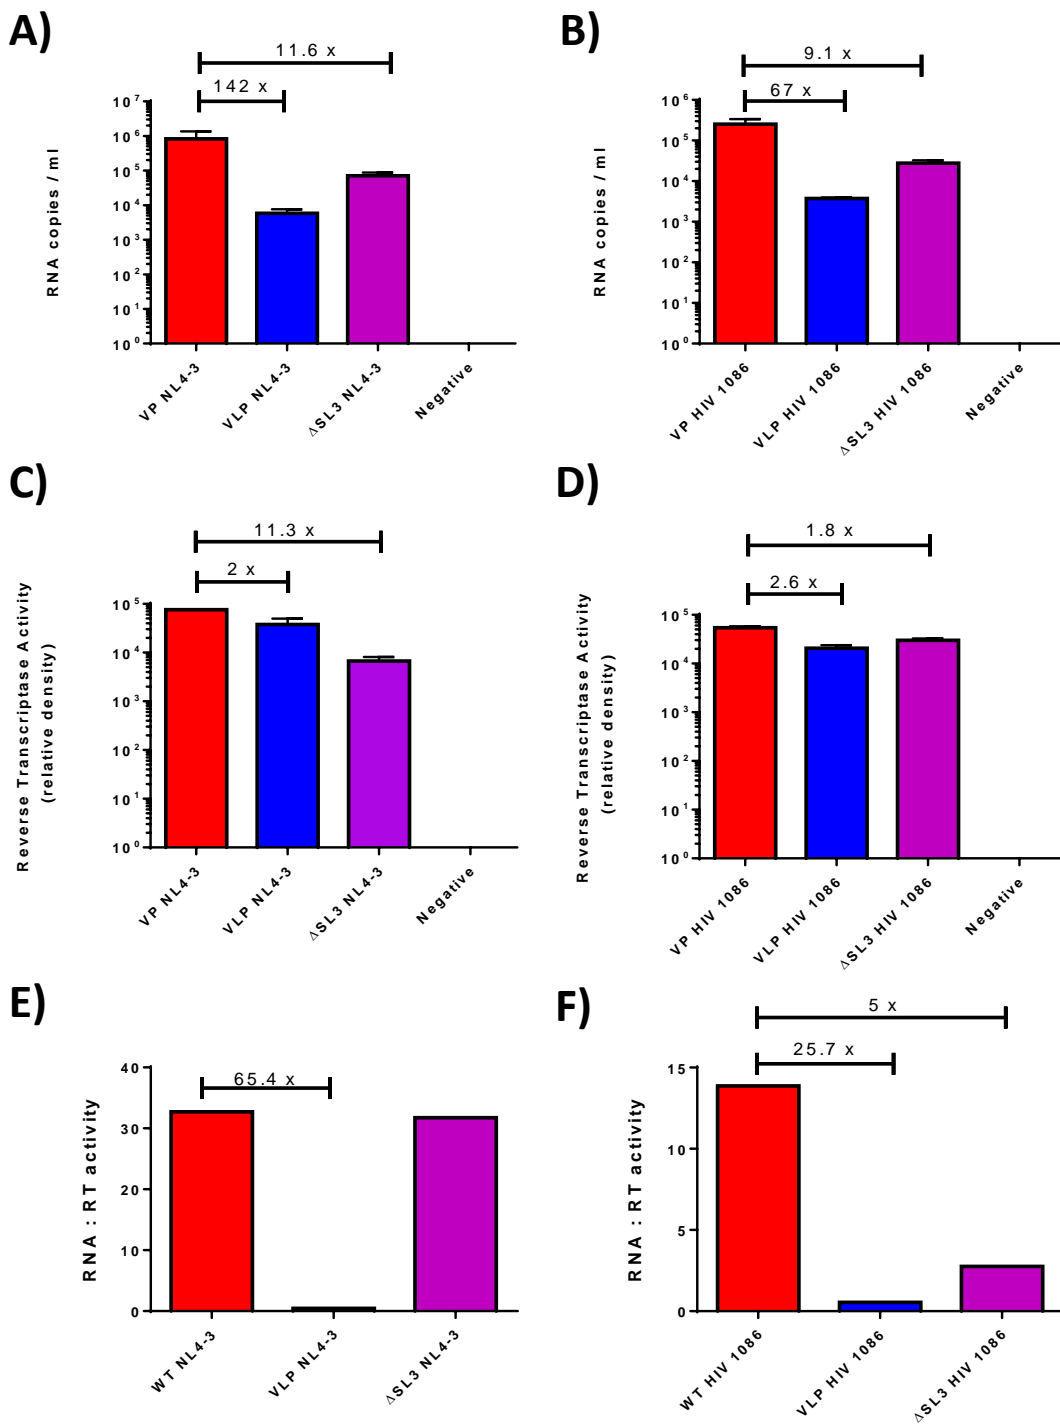 A)
11.6 x
142 x
RNA copies / ml
10⁷
10⁶
10⁵
10⁴
10³
10²
10¹
10⁰
VP NL4-3
VLP NL4-3
ΔSL3 NL4-3
Negative
B)
9.1 x
67 x
RNA copies / ml
10⁶
10⁵
10⁴
10³
10²
10¹
10⁰
VP HIV 1086
VLP HIV 1086
ΔSL3 HIV 1086
Negative
C)
11.3 x
2 x
Reverse Transcriptase Activity
(relative density)
10⁵
10⁴
10³
10²
10¹
10⁰
VP NL4-3
VLP NL4-3
ΔSL3 NL4-3
Negative
D)
1.8 x
2.6 x
Reverse Transcriptase Activity
(relative density)
10⁵
10⁴
10³
10²
10¹
10⁰
VP HIV 1086
VLP HIV 1086
ΔSL3 HIV 1086
Negative
E)
65.4 x
RNA : RT activity
40
30
20
10
0
WT NL4-3
VLP NL4-3
ΔSL3 NL4-3
F)
5 x
25.7 x
RNA : RT activity
15
10
5
0
WT HIV 1086
VLP HIV 1086
ΔSL3 HIV 1086